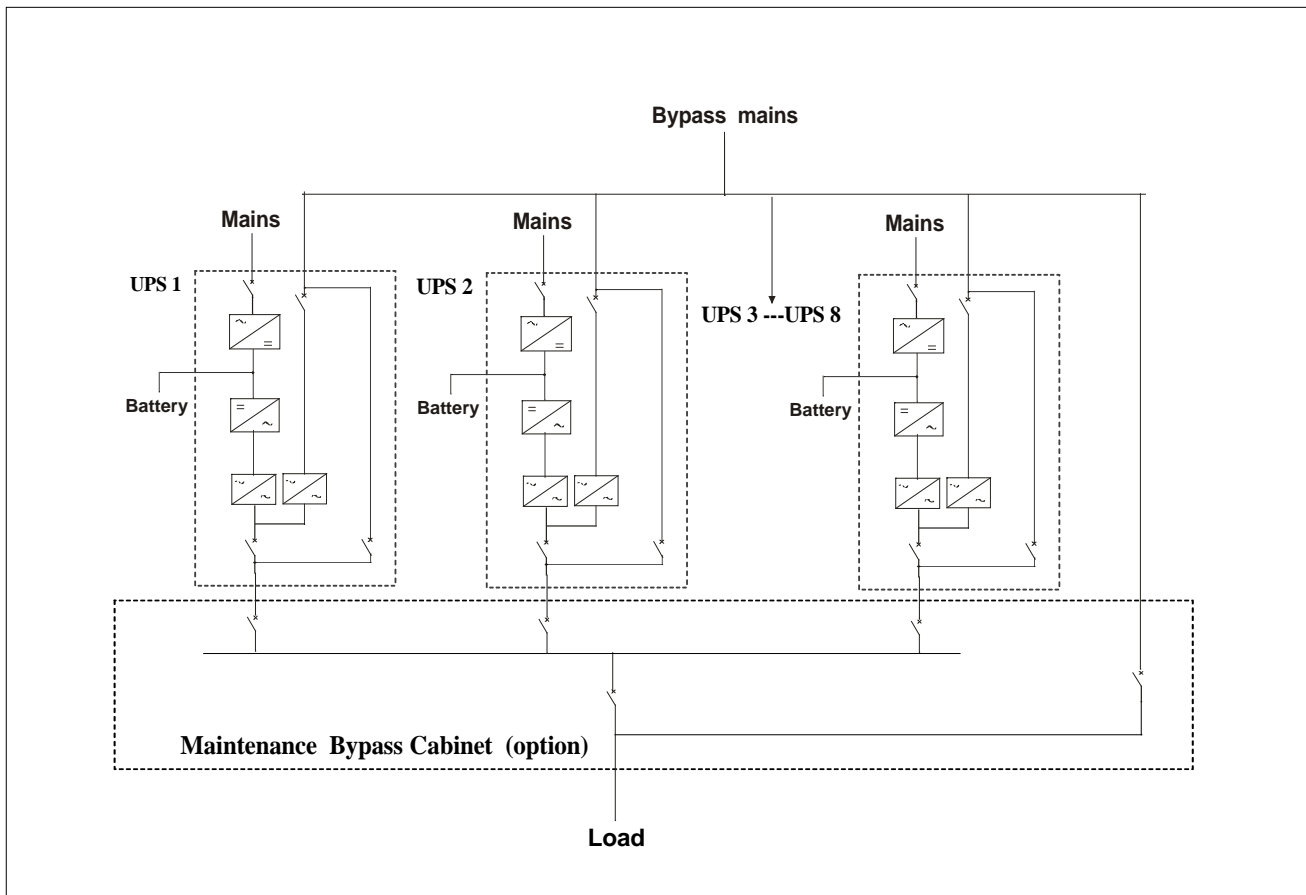 Bypass mains
Mains
Mains
Mains
UPS 1
UPS 2
UPS 3 ---UPS 8
Battery
Battery
Battery
Maintenance Bypass Cabinet (option)
Load